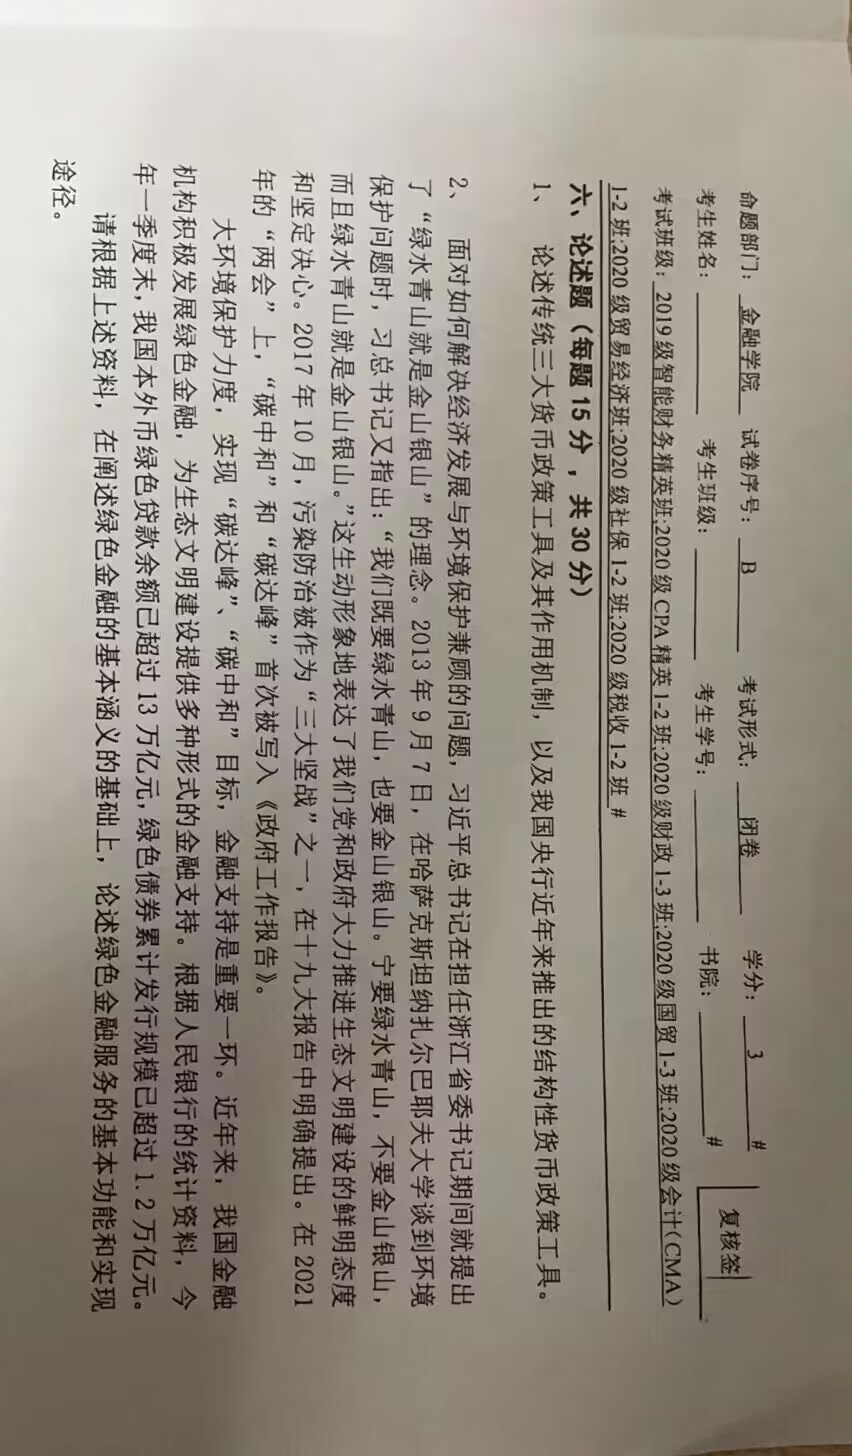 命题部门: 金融学院 试卷序号: B 考试形式: 闭卷 学分: 3 #
复核签
考生姓名: 考生班级: 考生学号: 书院: #
考试班级: 2019级智能财务精英班;2020级CPA精英1-2班;2020级财政1-3班;2020级国贸1-3班;2020级会计(CMA)
1-2班;2020级贸易经济班;2020级社保1-2班;2020级税收1-2班 #
六、论述题（每题15分，共30分）
1、 论述传统三大货币政策工具及其作用机制，以及我国央行近年来推出的结构性货币政策工具。
2、 面对如何解决经济发展与环境保护兼顾的问题，习近平总书记在担任浙江省委书记期间就提出
了“绿水青山就是金山银山”的理念。2013年9月7日，在哈萨克斯坦纳扎尔巴耶夫大学谈到环境
保护问题时，习总书记又指出：“我们既要绿水青山，也要金山银山。宁要绿水青山，不要金山银山，
而且绿水青山就是金山银山。”这生动形象地表达了我们党和政府大力推进生态文明建设的鲜明态度
和坚定决心。2017年10月，污染防治被作为“三大坚战”之一，在十九大报告中明确提出。在2021
年的“两会”上，“碳中和”和“碳达峰”首次被写入《政府工作报告》。
大环境保护力度，实现“碳达峰”、“碳中和”目标，金融支持是重要一环。近年来，我国金融
机构积极发展绿色金融，为生态文明建设提供多种形式的金融支持。根据人民银行的统计资料，今
年一季度末，我国本外币绿色贷款余额已超过13万亿元，绿色债券累计发行规模已超过1.2万亿元。
请根据上述资料，在阐述绿色金融的基本涵义的基础上，论述绿色金融服务的基本功能和实现
途径。